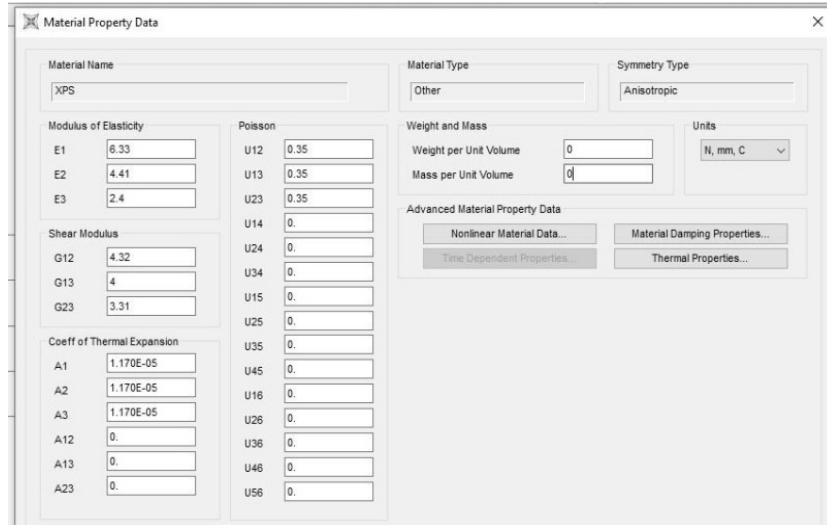 Material Property Data
Material Name
XPS
Material Type
Other
Symmetry Type
Anisotropic
Modulus of Elasticity
E1 6.33
E2 4.41
E3 2.4
Shear Modulus
G12 4.32
G13 4
G23 3.31
Coeff of Thermal Expansion
A1 1.170E-05
A2 1.170E-05
A3 1.170E-05
A12 0.
A13 0.
A23 0.
Poisson
U12 0.35
U13 0.35
U23 0.35
U14 0.
U24 0.
U34 0.
U15 0.
U25 0.
U35 0.
U45 0.
U16 0.
U26 0.
U36 0.
U46 0.
U56 0.
Weight and Mass
Weight per Unit Volume 0
Mass per Unit Volume 0
Units
N, mm, C
Advanced Material Property Data
Nonlinear Material Data... Material Damping Properties...
Time Dependent Properties... Thermal Properties...